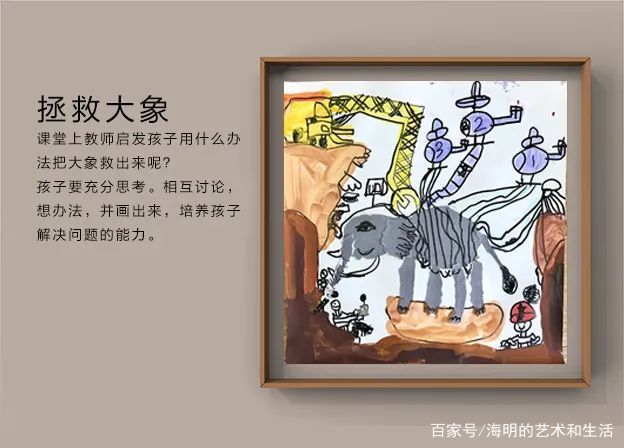 拯救大象
课堂上教师启发孩子用什么办
法把大象救出来呢？
孩子要充分思考。相互讨论，
想办法，并画出来，培养孩子
解决问题的能力。
2
3
1
百家号/海明的艺术和生活